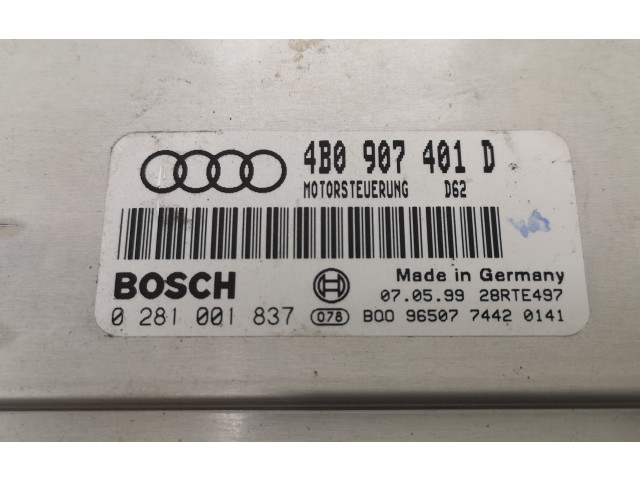 4B0 907 401 D
MOTORSTEUERUNG D62
BOSCH
Made in Germany
07.05.99 28RTE497
0 281 001 837 078 BOO 96507 7442 0141